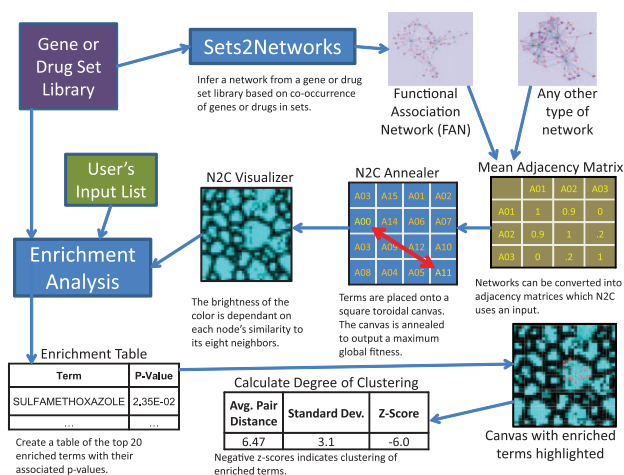 Gene or
Drug Set
Library
Sets2Networks
Infer a network from a gene or drug
set library based on co-occurrence
of genes or drugs in sets.
Functional
Association
Network (FAN)
Any other
type of
network
User's
Input List
N2C Visualizer
N2C Annealer
Mean Adjacency Matrix
A03 A15 A01 A02
A00 A14 A06 A07
A03 A09 A12 A10
A08 A04 A05 A11
A01 A02 A03
A01 1 0.9 0
A02 0.9 1 .2
A03 0 .2 1
Enrichment
Analysis
The brightness of the
color is dependant on
each node's similarity to
its eight neighbors.
Terms are placed onto a
square toroidal canvas.
The canvas is annealed
to output a maximum
global fitness.
Networks can be converted into
adjacency matrices which N2C
uses an input.
Enrichment Table
Term P-Value
SULFAMETHOXAZOLE 2.35E-02
... ...
Create a table of the top 20
enriched terms with their
associated p-values.
Calculate Degree of Clustering
Avg. Pair
Distance Standard Dev. Z-Score
6.47 3.1 -6.0
Negative z-scores indicates clustering
of enriched terms.
Canvas with enriched
terms highlighted